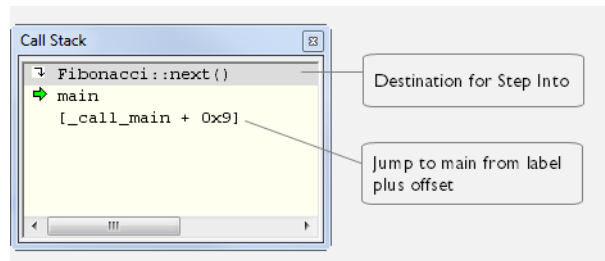 Call Stack
Fibonacci::next()
main
[_call_main + 0x9]
Destination for Step Into
Jump to main from label
plus offset